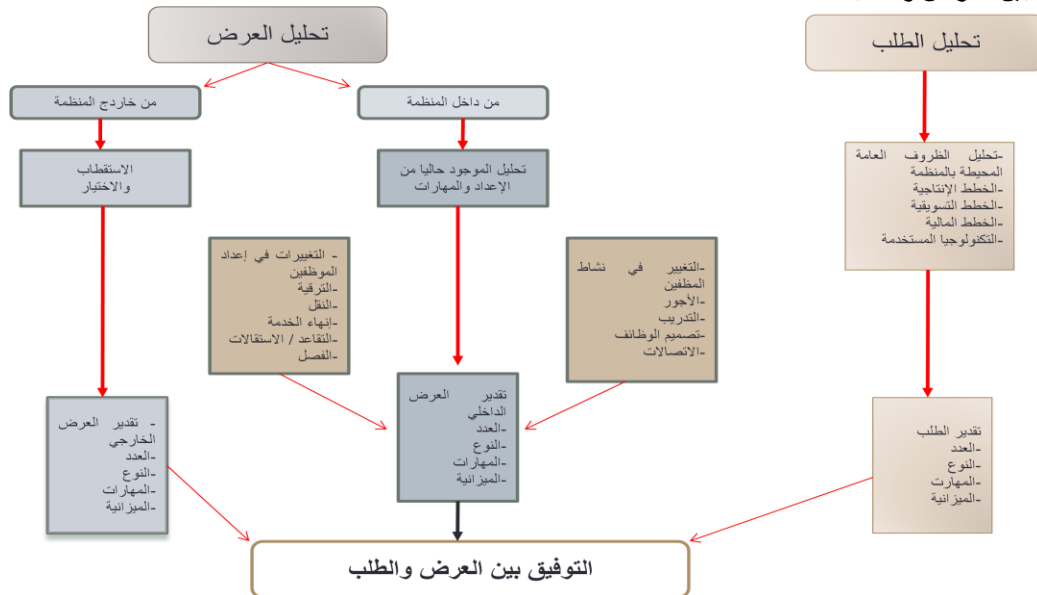 تحليل العرض
تحليل الطلب
من داخل المنظمة
من خاردج المنظمة
تحليل الموجود حاليا من
الإعداد والمهارات
الاستقطاب
والاختيار
-تحليل الظروف العامة
المحيطة بالمنظمة
-الخطط الإنتاجية
-الخطط التسويقية
-الخطط المالية
-التكنولوجيا المستخدمة
-التغيير في نشاط
المظفين
-الأجور
-التدريب
-تصميم الوظائف
-الاتصالات
- التغييرات في إعداد
الموظفين
-الترقية
-النقل
-إنهاء الخدمة
-التقاعد / الاستقالات
-الفصل
تقدير الطلب
-العدد
-النوع
-المهارت
-الميزانية
تقدير العرض
الداخلي
-العدد
-النوع
-المهارات
-الميزانية
- تقدير العرض
الخارجي
-العدد
-النوع
-المهارات
-الميزانية
التوفيق بين العرض والطلب